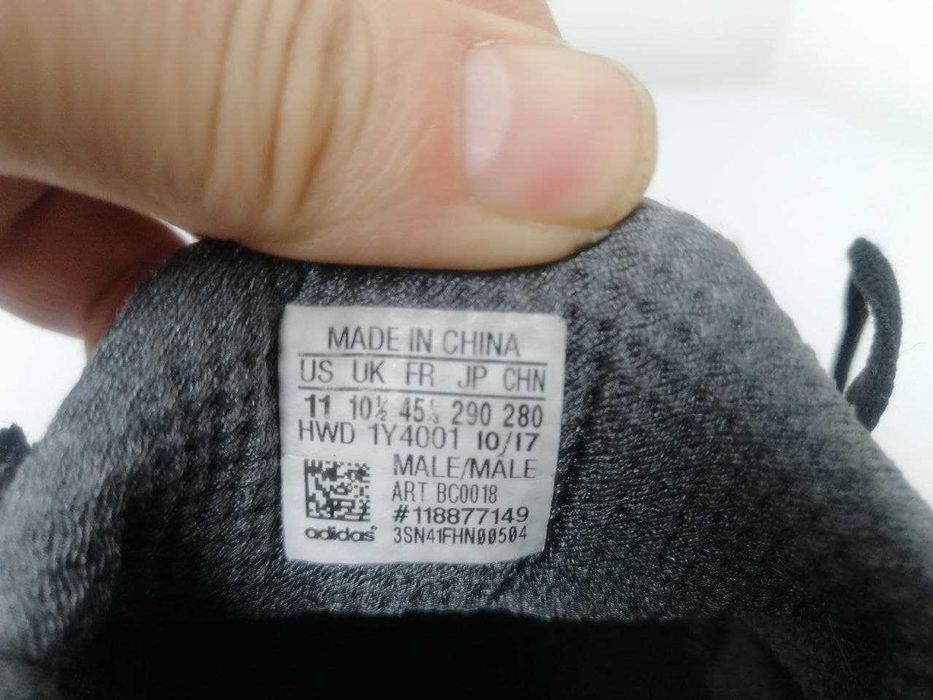 MADE IN CHINA
US UK FR JP CHN
11 10½ 45⅓ 290 280
HWD 1Y4001 10/17
MALE/MALE
ART BC0018
#118877149
adidas® 3SN41FHN00504